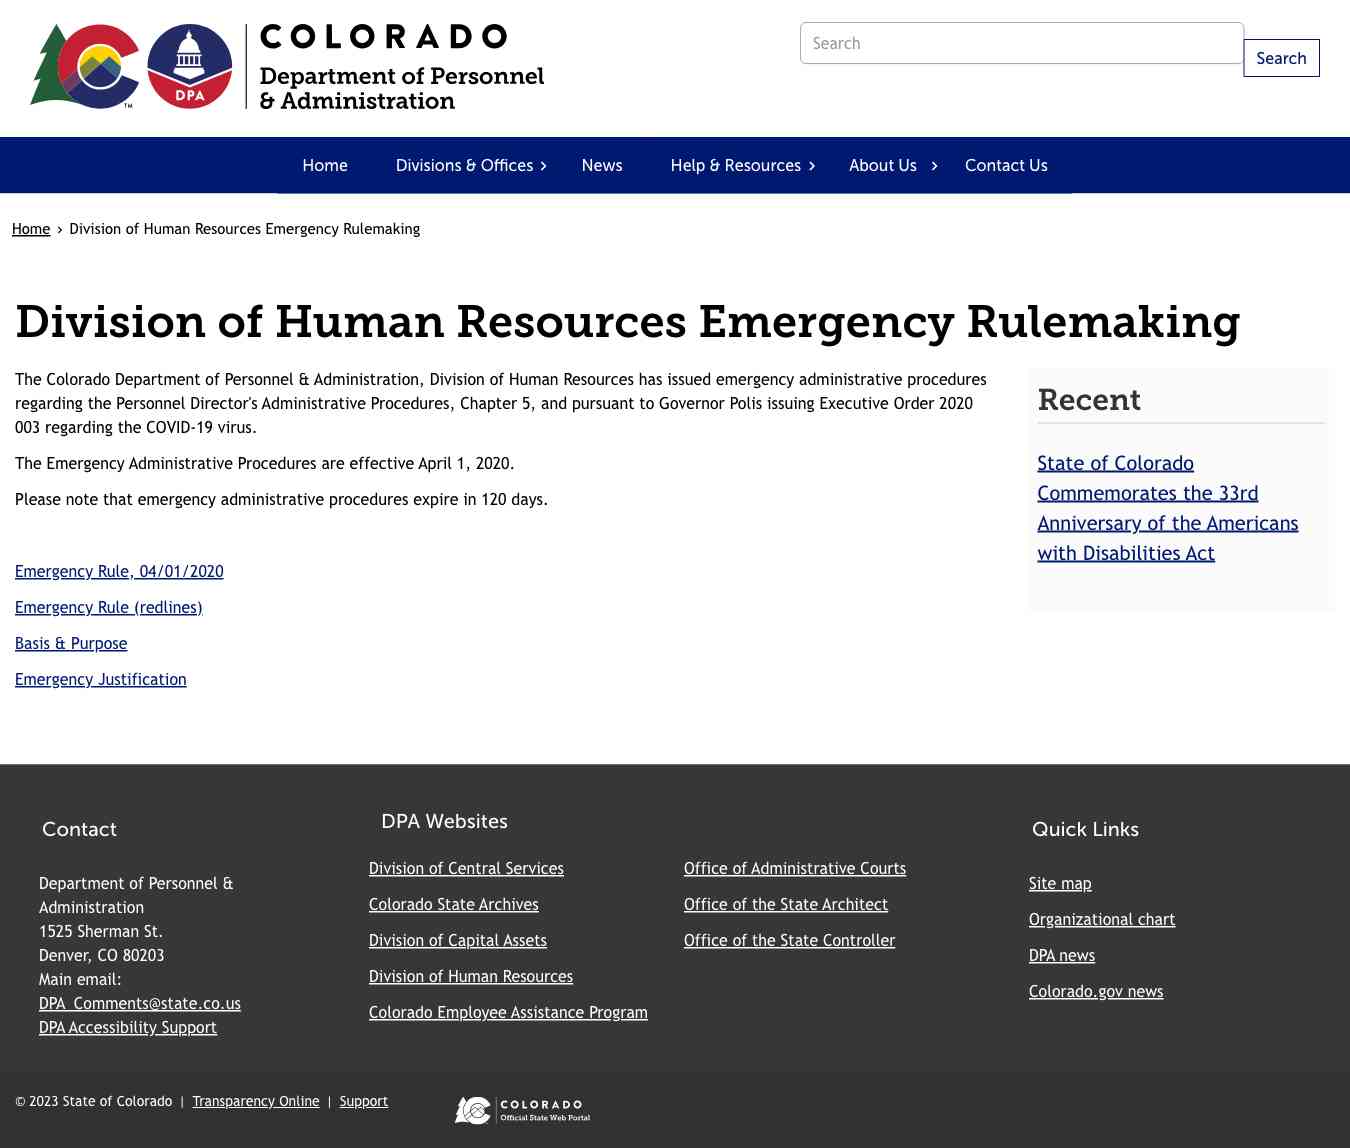 COLORADO
Department of Personnel
& Administration
DPA
TM
Search
Search
Home
Divisions & Offices
News
Help & Resources
About Us
Contact Us
Home › Division of Human Resources Emergency Rulemaking
Division of Human Resources Emergency Rulemaking
The Colorado Department of Personnel & Administration, Division of Human Resources has issued emergency administrative procedures
regarding the Personnel Director's Administrative Procedures, Chapter 5, and pursuant to Governor Polis issuing Executive Order 2020
003 regarding the COVID-19 virus.
The Emergency Administrative Procedures are effective April 1, 2020.
Please note that emergency administrative procedures expire in 120 days.
Emergency Rule, 04/01/2020
Emergency Rule (redlines)
Basis & Purpose
Emergency Justification
Recent
State of Colorado
Commemorates the 33rd
Anniversary of the Americans
with Disabilities Act
Contact
Department of Personnel &
Administration
1525 Sherman St.
Denver, CO 80203
Main email:
DPA_Comments@state.co.us
DPA Accessibility Support
DPA Websites
Division of Central Services
Colorado State Archives
Division of Capital Assets
Division of Human Resources
Colorado Employee Assistance Program
Office of Administrative Courts
Office of the State Architect
Office of the State Controller
Quick Links
Site map
Organizational chart
DPA news
Colorado.gov news
© 2023 State of Colorado | Transparency Online | Support
COLORADO
Official State Web Portal